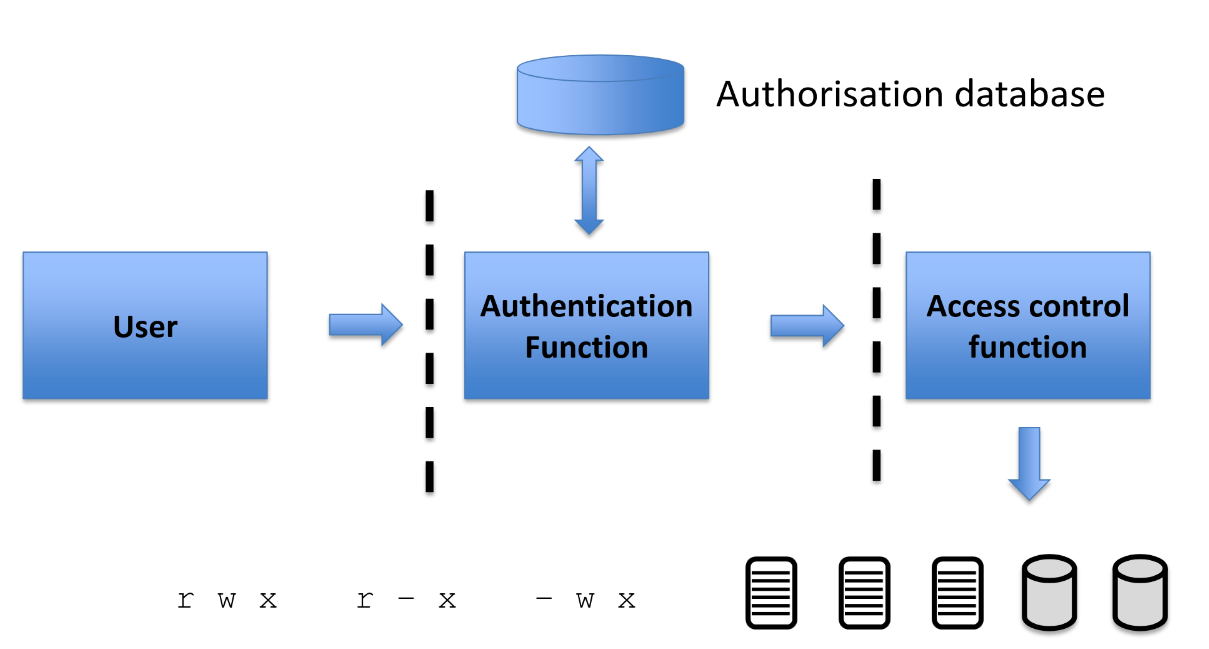 Authorisation database
User
Authentication
Function
Access control
function
r w x r - x - w x